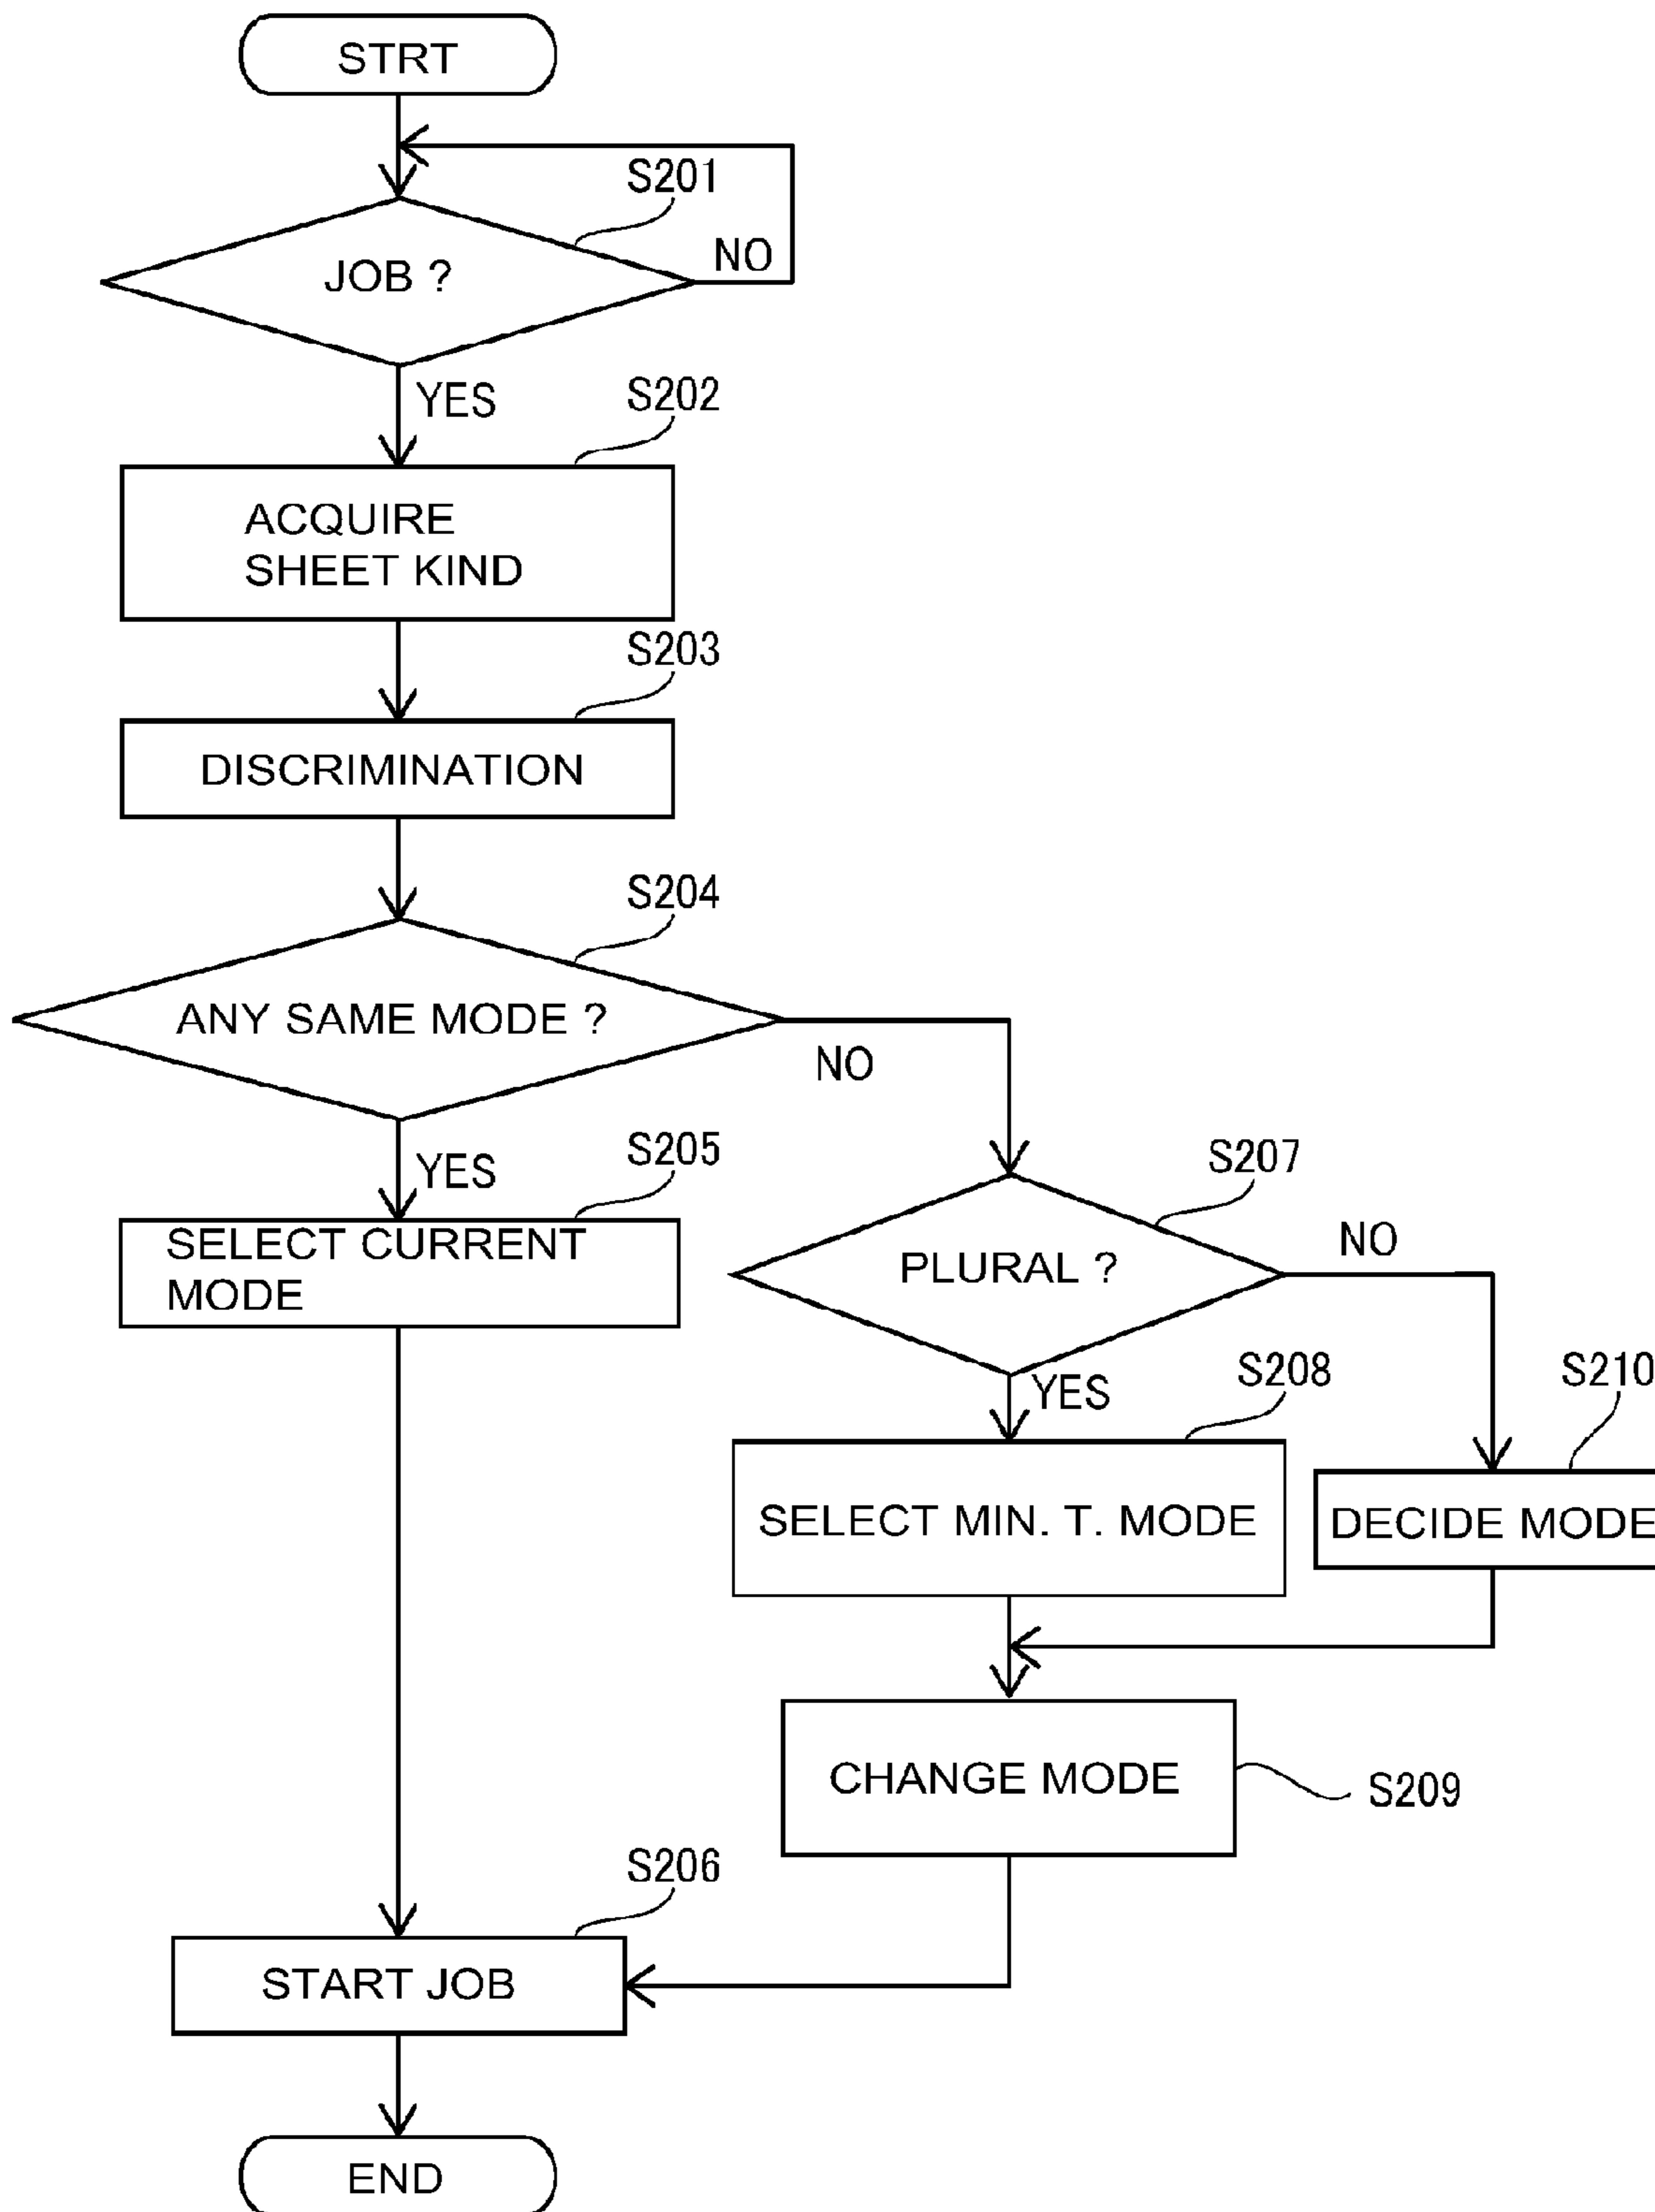 STRT
S201
JOB ?
NO
YES
S202
ACQUIRE
SHEET KIND
S203
DISCRIMINATION
S204
ANY SAME MODE ?
NO
YES
S205
SELECT CURRENT
MODE
S207
PLURAL ?
NO
YES
S208
S210
SELECT MIN. T. MODE
DECIDE MODE
CHANGE MODE
S209
S206
START JOB
END